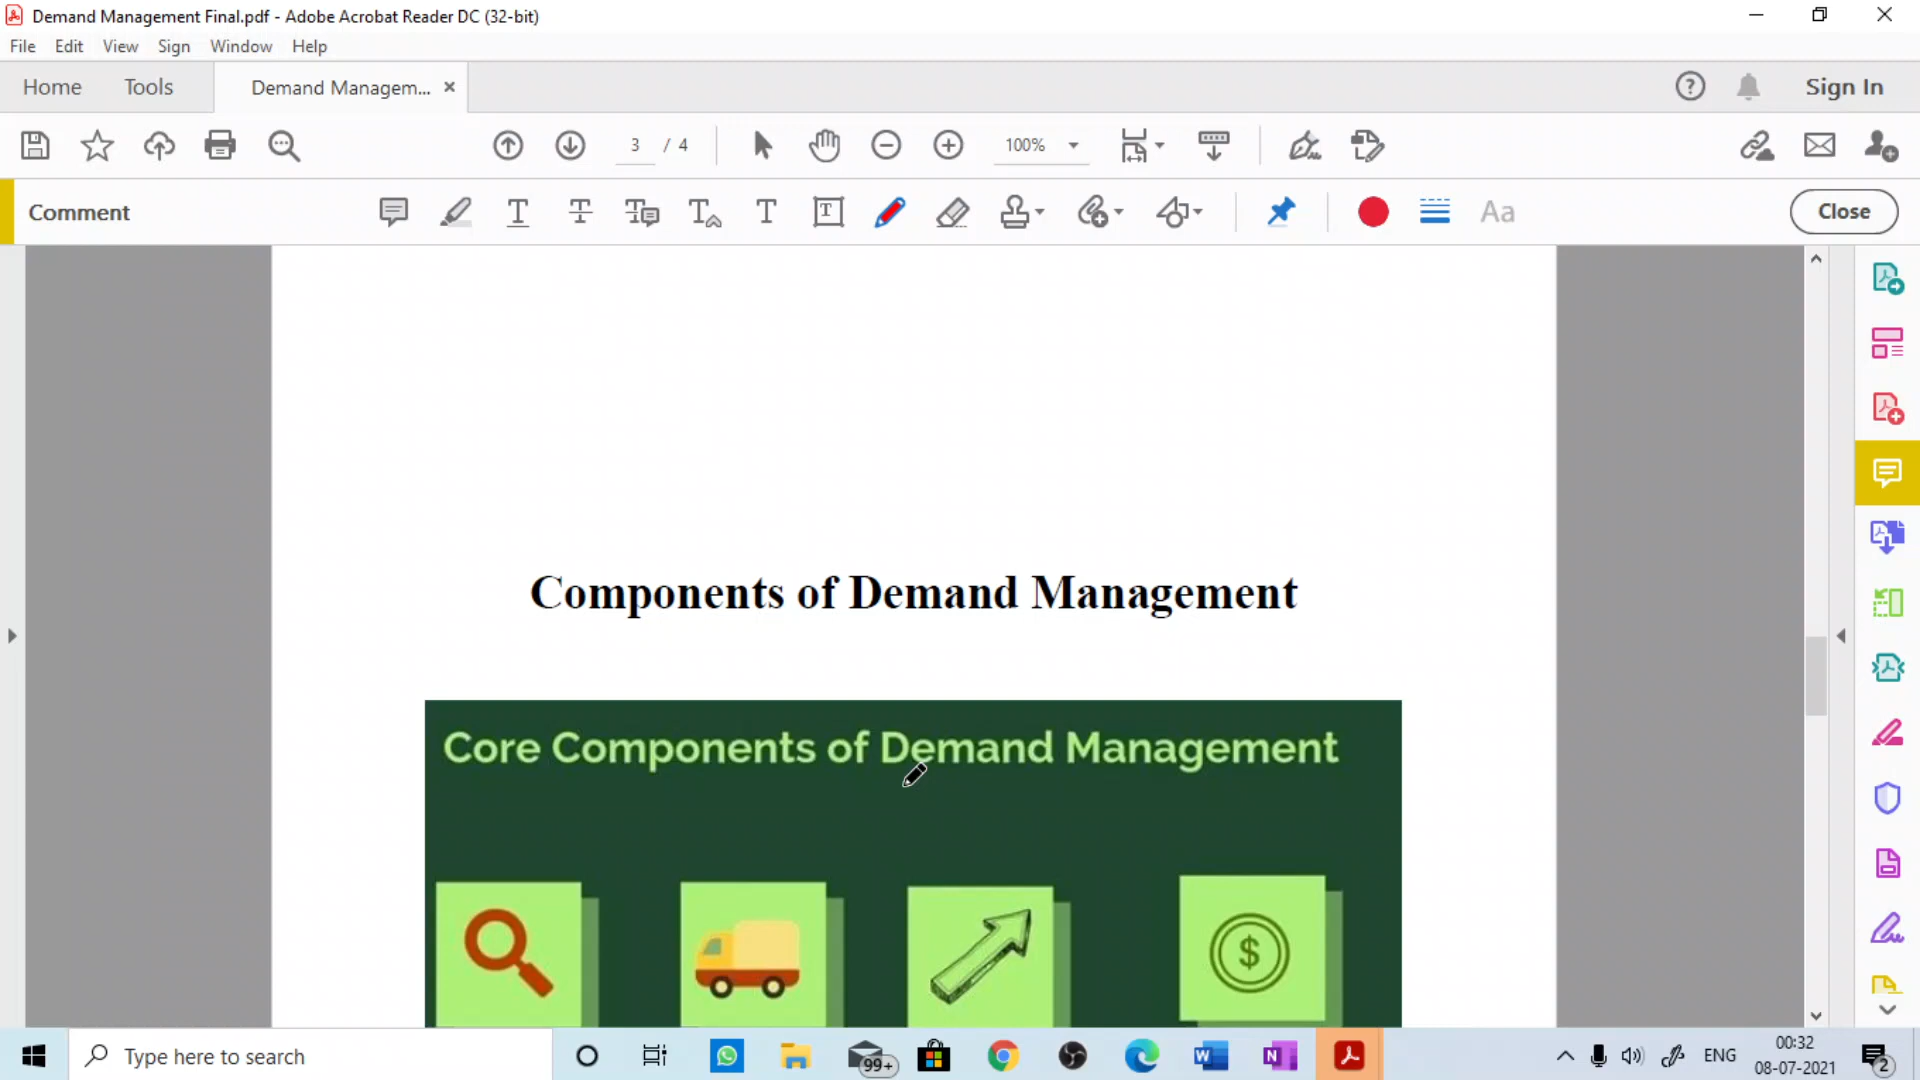 Demand Management Final.pdf - Adobe Acrobat Reader DC (32-bit)
File Edit View Sign Window Help
Home Tools Demand Managem... × Sign In
3 / 4 100%
Comment T T T T T T Aa Close
Components of Demand Management
Core Components of Demand Management
$
Type here to search 99+ ENG 00:32
08-07-2021 2